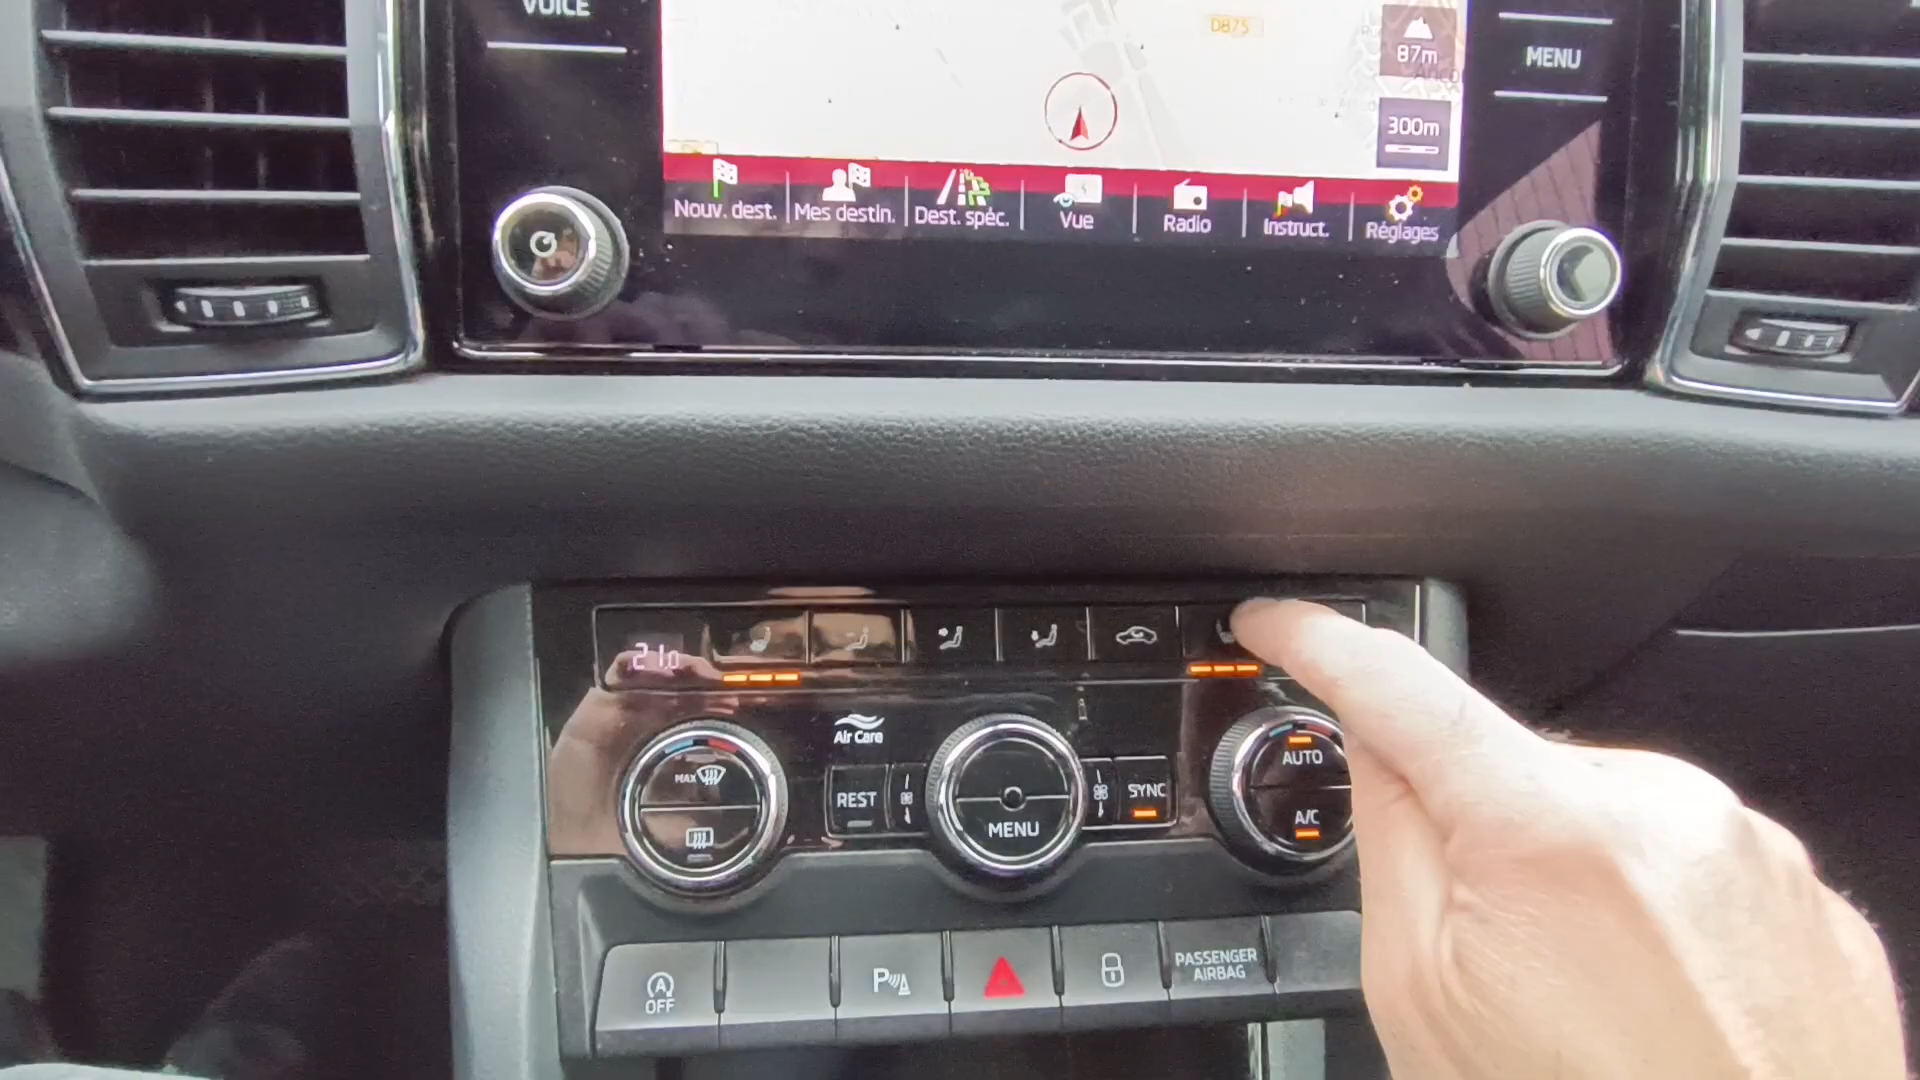 VOICE
D875
87m
MENU
300m
Nouv. dest.
Mes destin.
Dest. spéc.
Vue
Radio
Instruct.
Réglages
21.0
Air Care
MAX
REST
MENU
SYNC
AUTO
A/C
A
OFF
P
PASSENGER
AIRBAG